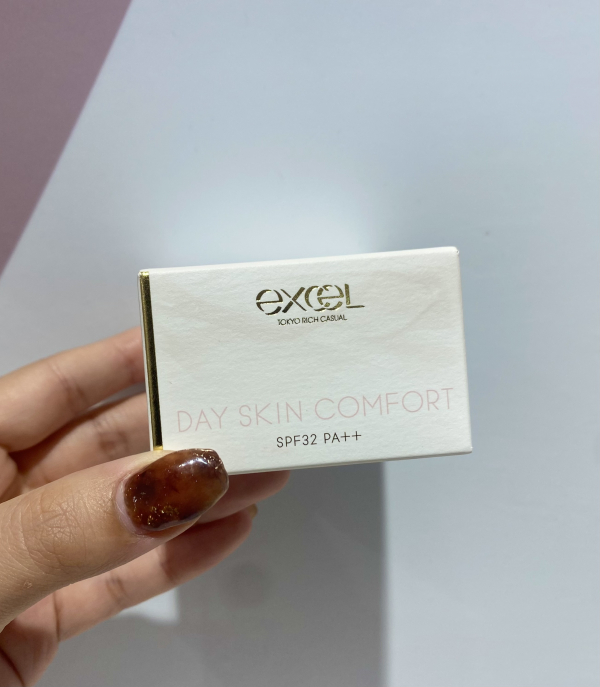 excel
TOKYO RICH CASUAL
DAY SKIN COMFORT
SPF32 PA++